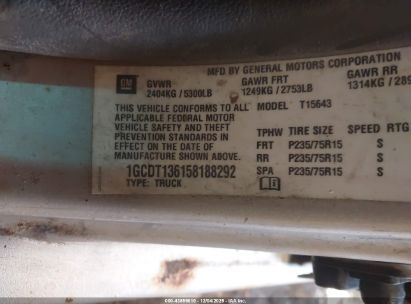 MFD BY GENERAL MOTORS CORPORATION
GM GVWR GAWR FRT GAWR RR
2404KG / 5300LB 1249KG / 2753LB 1314KG /
THIS VEHICLE CONFORMS TO ALL MODEL T15643
APPLICABLE FEDERAL MOTOR
VEHICLE SAFETY AND THEFT TPHW TIRE SIZE SPEED RTG
PREVENTION STANDARDS IN FRT P235/75R15 S
EFFECT ON THE DATE OF RR P235/75R15 S
MANUFACTURE SHOWN ABOVE. SPA P235/75R15 S
1GCDT136158188292
TYPE: TRUCK